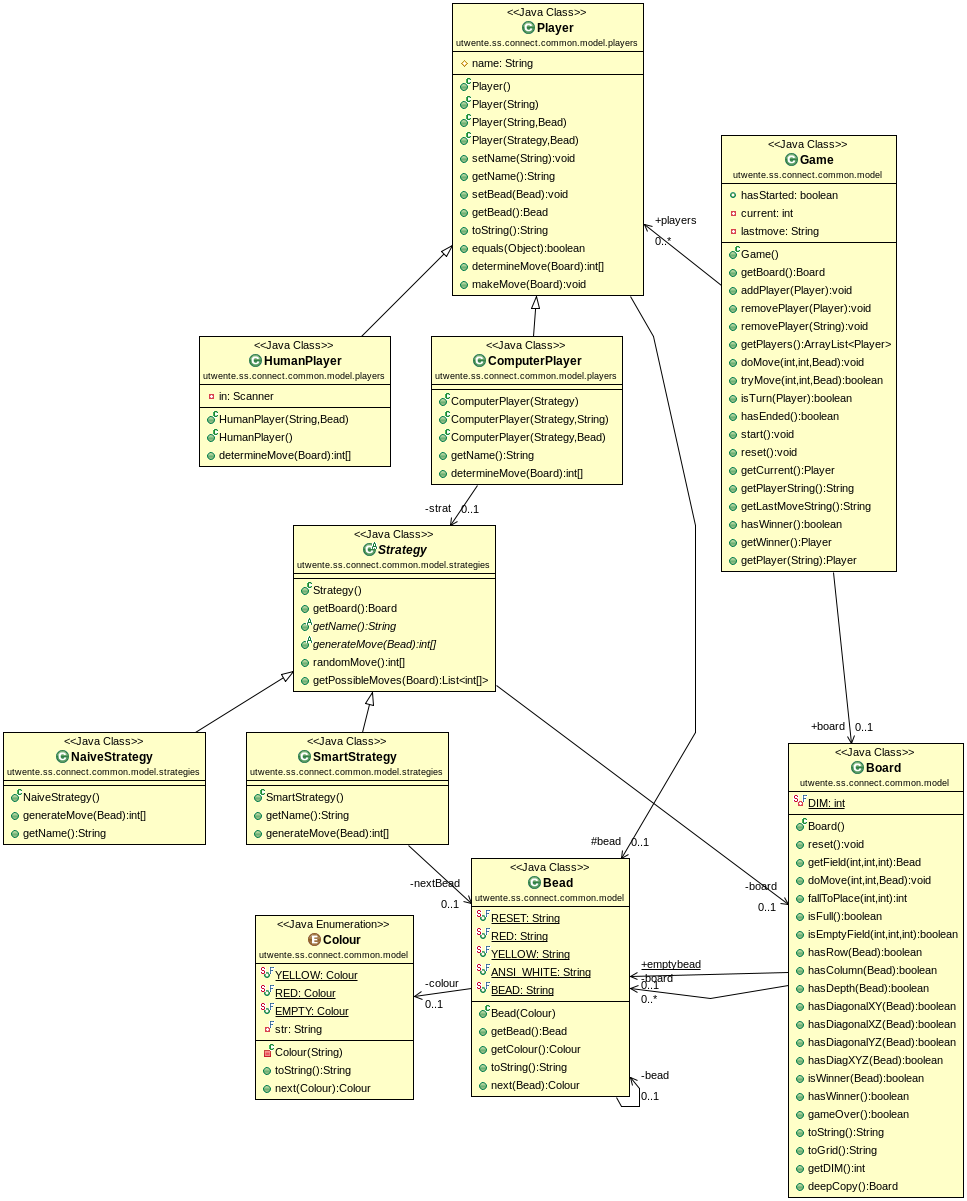 <<Java Class>>
Player
utwente.ss.connect.common.model.players
name: String
Player()
Player(String)
Player(String,Bead)
Player(Strategy,Bead)
setName(String):void
getName():String
setBead(Bead):void
getBead():Bead
toString():String
equals(Object):boolean
determineMove(Board):int[]
makeMove(Board):void
<<Java Class>>
Game
utwente.ss.connect.common.model
hasStarted: boolean
current: int
lastmove: String
Game()
getBoard():Board
addPlayer(Player):void
removePlayer(Player):void
removePlayer(String):void
getPlayers():ArrayList<Player>
doMove(int,int,Bead):void
tryMove(int,int,Bead):boolean
isTurn(Player):boolean
hasEnded():boolean
start():void
reset():void
getCurrent():Player
getPlayerString():String
getLastMoveString():String
hasWinner():boolean
getWinner():Player
getPlayer(String):Player
+players
0..*
<<Java Class>>
HumanPlayer
utwente.ss.connect.common.model.players
in: Scanner
HumanPlayer(String,Bead)
HumanPlayer()
determineMove(Board):int[]
<<Java Class>>
ComputerPlayer
utwente.ss.connect.common.model.players
ComputerPlayer(Strategy)
ComputerPlayer(Strategy,String)
ComputerPlayer(Strategy,Bead)
getName():String
determineMove(Board):int[]
-strat
0..1
<<Java Class>>
Strategy
utwente.ss.connect.common.model.strategies
Strategy()
getBoard():Board
getName():String
generateMove(Bead):int[]
randomMove():int[]
getPossibleMoves(Board):List<int[]>
<<Java Class>>
NaiveStrategy
utwente.ss.connect.common.model.strategies
NaiveStrategy()
generateMove(Bead):int[]
getName():String
<<Java Class>>
SmartStrategy
utwente.ss.connect.common.model.strategies
SmartStrategy()
getName():String
generateMove(Bead):int[]
+board
0..1
<<Java Class>>
Board
utwente.ss.connect.common.model
DIM: int
Board()
reset():void
getField(int,int,int):Bead
doMove(int,int,Bead):void
fallToPlace(int,int):int
isFull():boolean
isEmptyField(int,int,int):boolean
hasRow(Bead):boolean
hasColumn(Bead):boolean
hasDepth(Bead):boolean
hasDiagonalXY(Bead):boolean
hasDiagonalXZ(Bead):boolean
hasDiagonalYZ(Bead):boolean
hasDiagXYZ(Bead):boolean
isWinner(Bead):boolean
hasWinner():boolean
gameOver():boolean
toString():String
toGrid():String
getDIM():int
deepCopy():Board
#bead
0..1
-nextBead
0..1
-board
0..1
<<Java Class>>
Bead
utwente.ss.connect.common.model
RESET: String
RED: String
YELLOW: String
ANSI_WHITE: String
BEAD: String
Bead(Colour)
getBead():Bead
getColour():Colour
toString():String
next(Bead):Colour
+emptybead
0..1
-board
0..*
-bead
0..1
-colour
0..1
<<Java Enumeration>>
Colour
utwente.ss.connect.common.model
YELLOW: Colour
RED: Colour
EMPTY: Colour
str: String
Colour(String)
toString():String
next(Colour):Colour